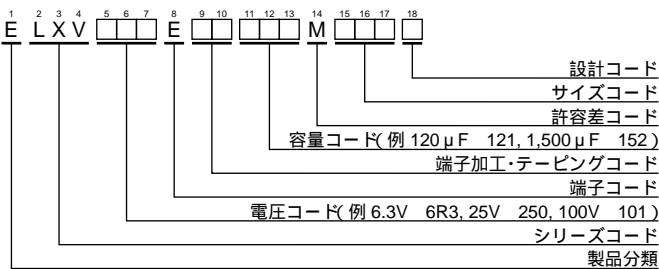 1 2 3 4 5 6 7 8 9 10 11 12 13 14 15 16 17 18
E L X V □□□ E □□ □□□ M □□□ □
設計コード
サイズコード
許容差コード
容量コード( 例 120μF 121, 1,500μF 152 )
端子加工・テーピングコード
端子コード
電圧コード( 例 6.3V 6R3, 25V 250, 100V 101 )
シリーズコード
製品分類